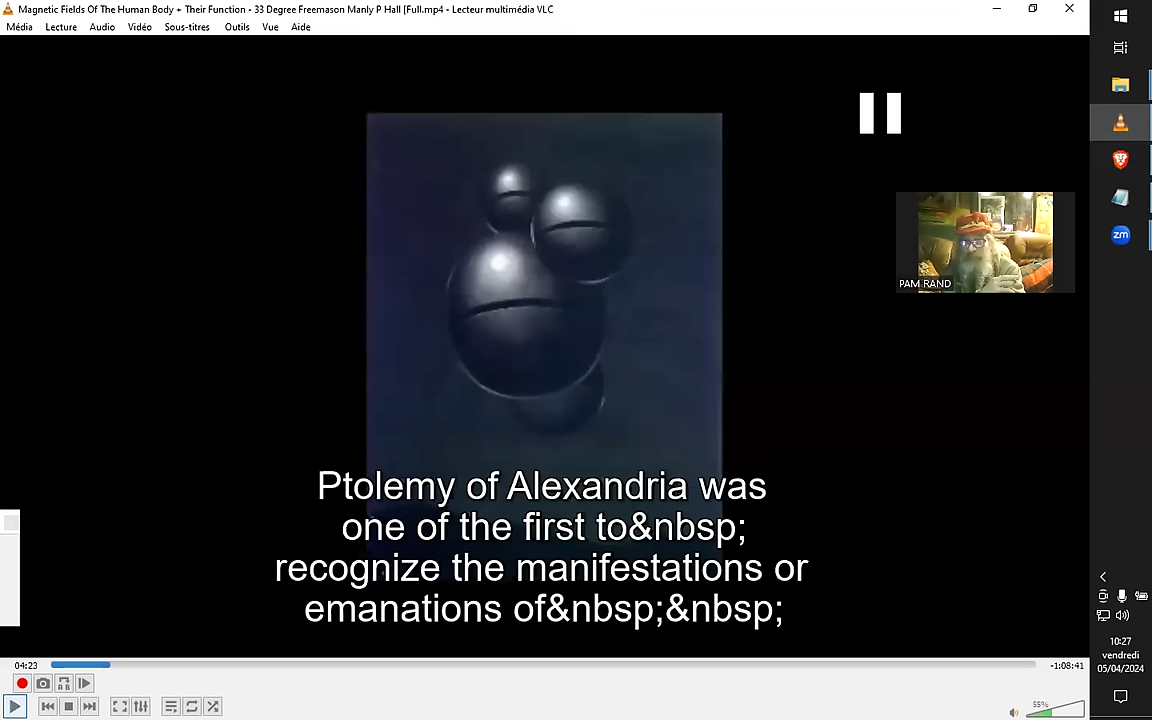 Magnetic Fields Of The Human Body + Their Function - 33 Degree Freemason Manly P Hall [Full.mp4 - Lecteur multimédia VLC
Média Lecture Audio Vidéo Sous-titres Outils Vue Aide
PAM RAND
zm
Ptolemy of Alexandria was
one of the first to&nbsp;
recognize the manifestations or
emanations of&nbsp;&nbsp;
04:23
-1:08:41
55%
10:27
vendredi
05/04/2024